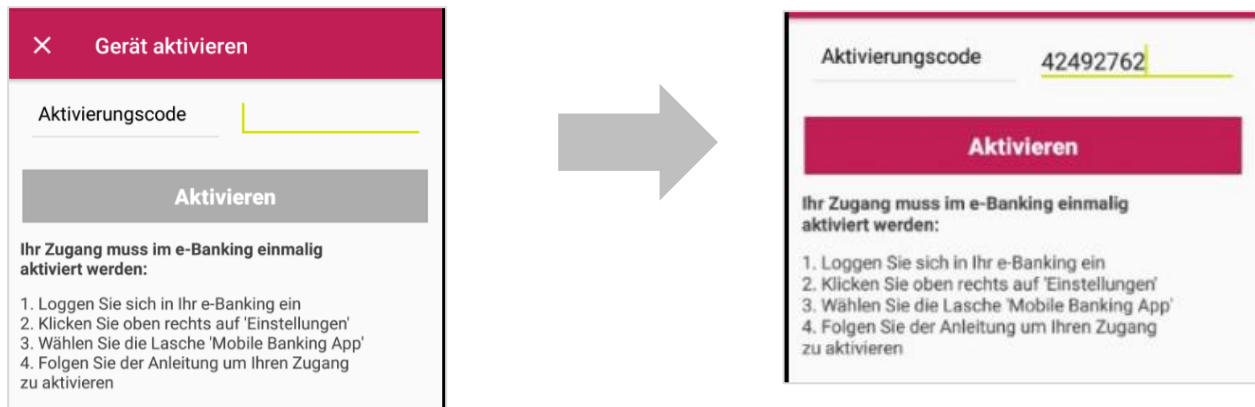 Gerät aktivieren
Aktivierungscode
Aktivieren
Ihr Zugang muss im e-Banking einmalig
aktiviert werden:
1. Loggen Sie sich in Ihr e-Banking ein
2. Klicken Sie oben rechts auf 'Einstellungen'
3. Wählen Sie die Lasche 'Mobile Banking App'
4. Folgen Sie der Anleitung um Ihren Zugang
zu aktivieren
Aktivierungscode 42492762
Aktivieren
Ihr Zugang muss im e-Banking einmalig
aktiviert werden:
1. Loggen Sie sich in Ihr e-Banking ein
2. Klicken Sie oben rechts auf 'Einstellungen'
3. Wählen Sie die Lasche 'Mobile Banking App'
4. Folgen Sie der Anleitung um Ihren Zugang
zu aktivieren